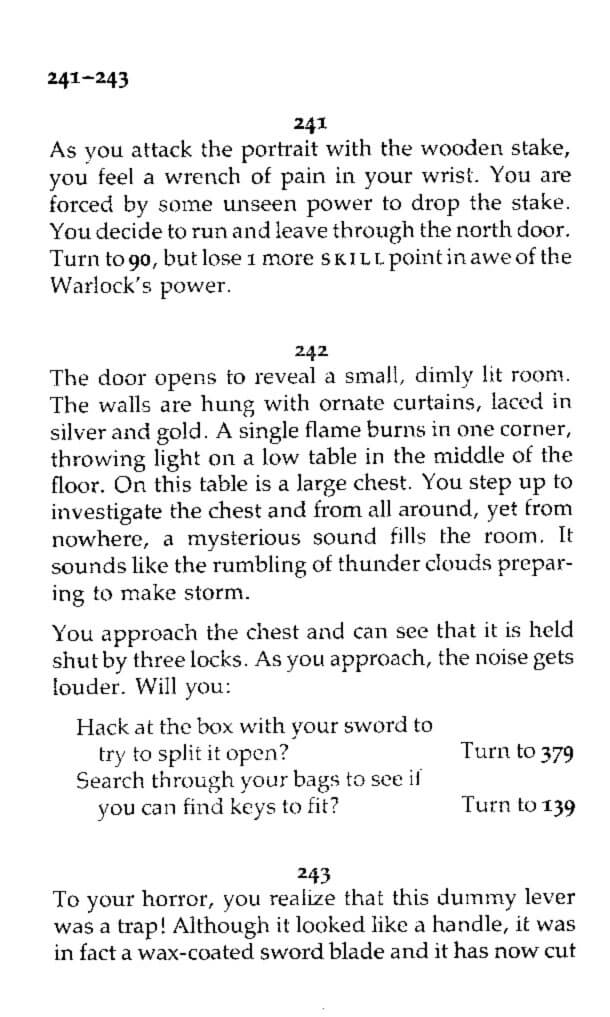 241–243
241
As you attack the portrait with the wooden stake,
you feel a wrench of pain in your wrist. You are
forced by some unseen power to drop the stake.
You decide to run and leave through the north door.
Turn to 90, but lose 1 more SKILL point in awe of the
Warlock's power.
242
The door opens to reveal a small, dimly lit room.
The walls are hung with ornate curtains, laced in
silver and gold. A single flame burns in one corner,
throwing light on a low table in the middle of the
floor. On this table is a large chest. You step up to
investigate the chest and from all around, yet from
nowhere, a mysterious sound fills the room. It
sounds like the rumbling of thunder clouds prepar-
ing to make storm.
You approach the chest and can see that it is held
shut by three locks. As you approach, the noise gets
louder. Will you:
Hack at the box with your sword to
try to split it open? Turn to 379
Search through your bags to see if
you can find keys to fit? Turn to 139
243
To your horror, you realize that this dummy lever
was a trap! Although it looked like a handle, it was
in fact a wax-coated sword blade and it has now cut